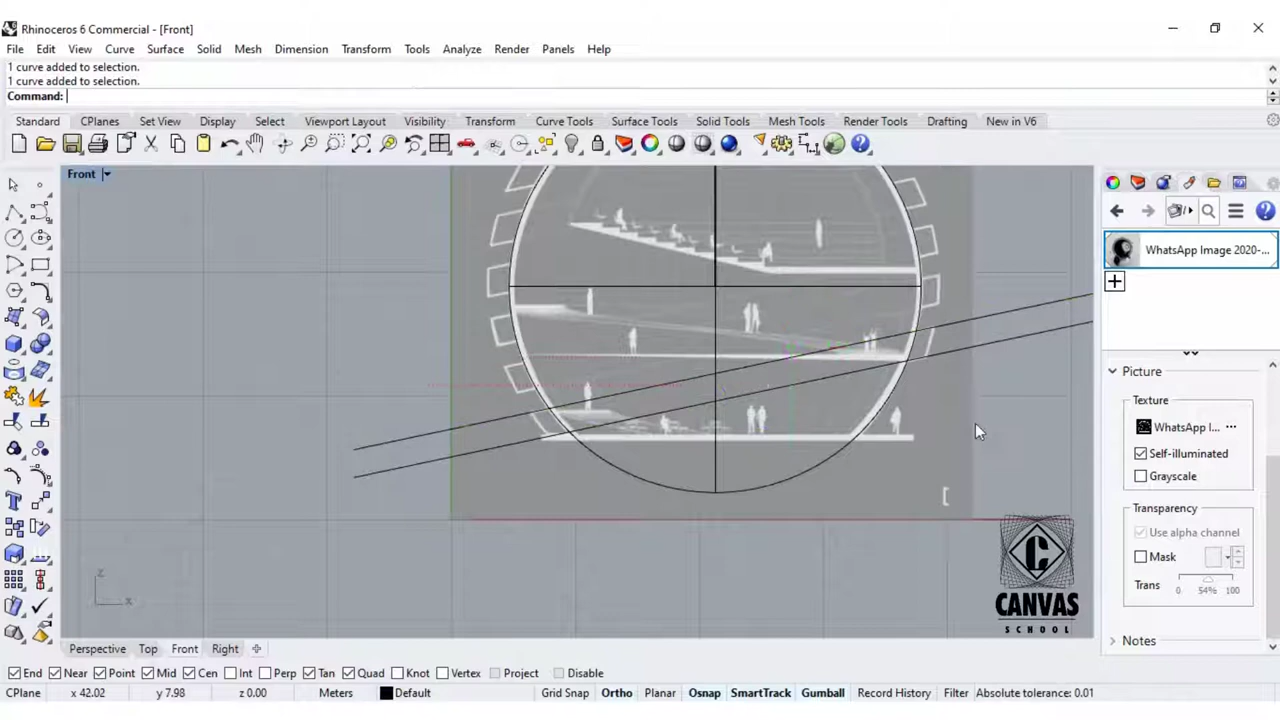 Rhinoceros 6 Commercial - [Front]
File Edit View Curve Surface Solid Mesh Dimension Transform Tools Analyze Render Panels Help
1 curve added to selection.
1 curve added to selection.
Command:
Standard CPlanes Set View Display Select Viewport Layout Visibility Transform Curve Tools Surface Tools Solid Tools Mesh Tools Render Tools Drafting New in V6
Front
WhatsApp Image 2020-...
Picture
Texture
WhatsApp I... ...
Self-illuminated
Grayscale
Transparency
Use alpha channel
Mask
Trans 0 54% 100
Notes
z
x
[
C
CANVAS
SCHOOL
Perspective Top Front Right
End Near Point Mid Cen Int Perp Tan Quad Knot Vertex Project Disable
CPlane x 42.02 y 7.98 z 0.00 Meters Default Grid Snap Ortho Planar Osnap SmartTrack Gumball Record History Filter Absolute tolerance: 0.01